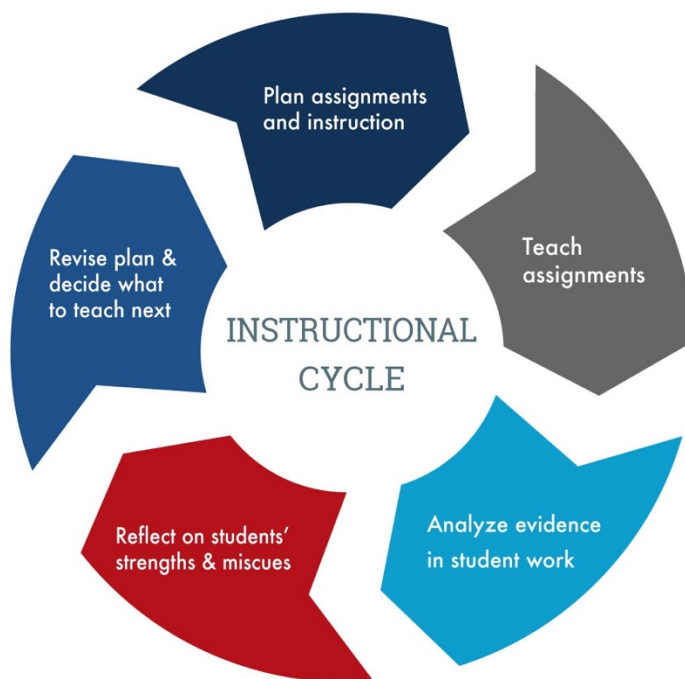 Plan assignments
and instruction
Teach
assignments
Analyze evidence
in student work
Reflect on students’
strengths & miscues
Revise plan &
decide what
to teach next
INSTRUCTIONAL
CYCLE